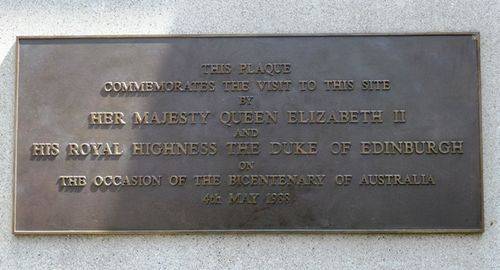 THIS PLAQUE
COMMEMORATES THE VISIT TO THIS SITE
BY
HER MAJESTY QUEEN ELIZABETH II
AND
HIS ROYAL HIGHNESS THE DUKE OF EDINBURGH
ON
THE OCCASION OF THE BICENTENARY OF AUSTRALIA
4th MAY 1988